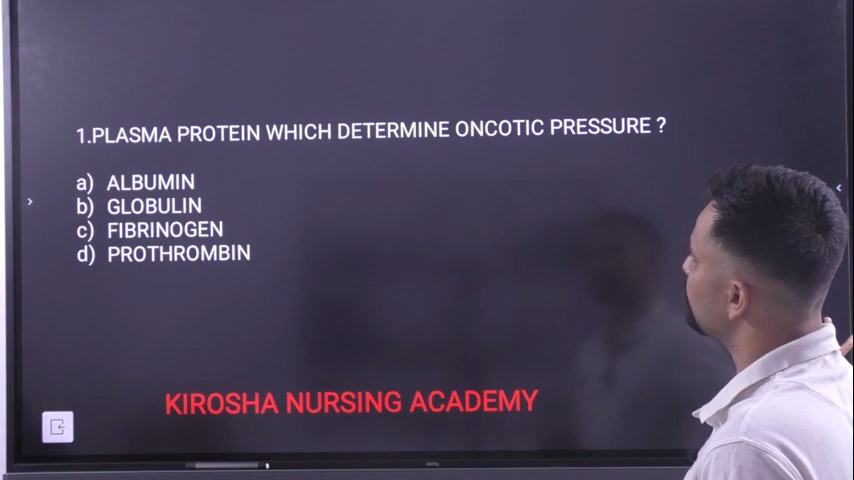 1.PLASMA PROTEIN WHICH DETERMINE ONCOTIC PRESSURE ?
a) ALBUMIN
b) GLOBULIN
c) FIBRINOGEN
d) PROTHROMBIN
KIROSHA NURSING ACADEMY